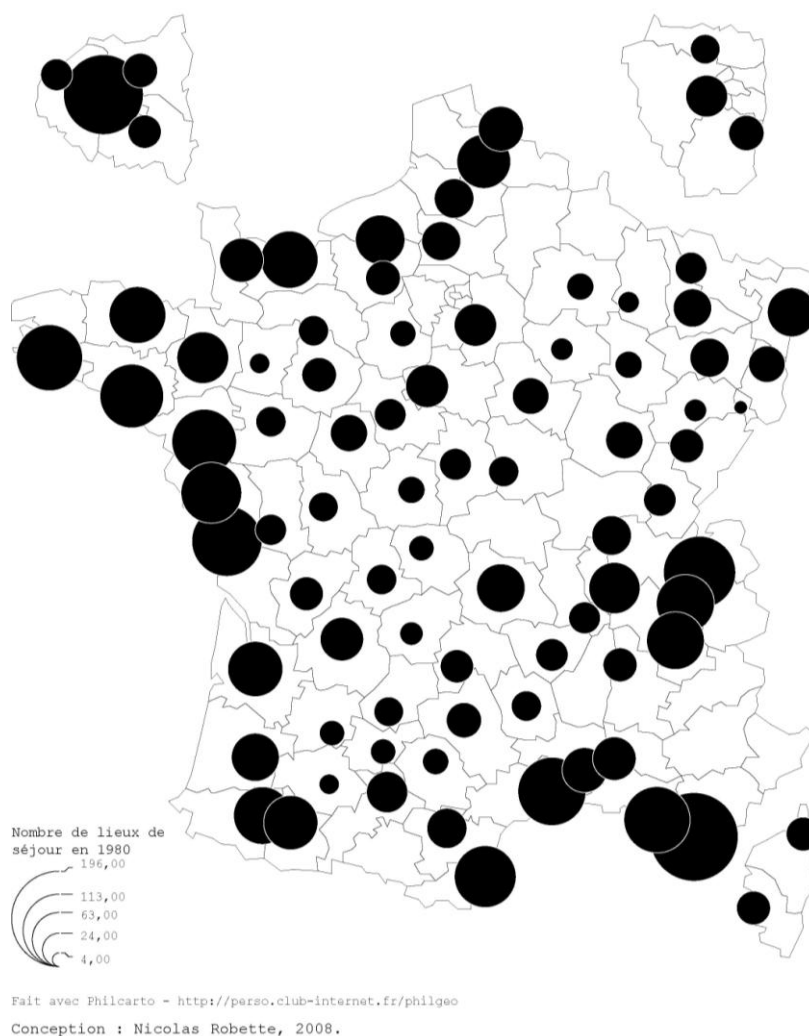 Nombre de lieux de
séjour en 1980
196,00
113,00
63,00
24,00
4,00
Fait avec Philcarto - http://perso.club-internet.fr/philgeo
Conception : Nicolas Robette, 2008.